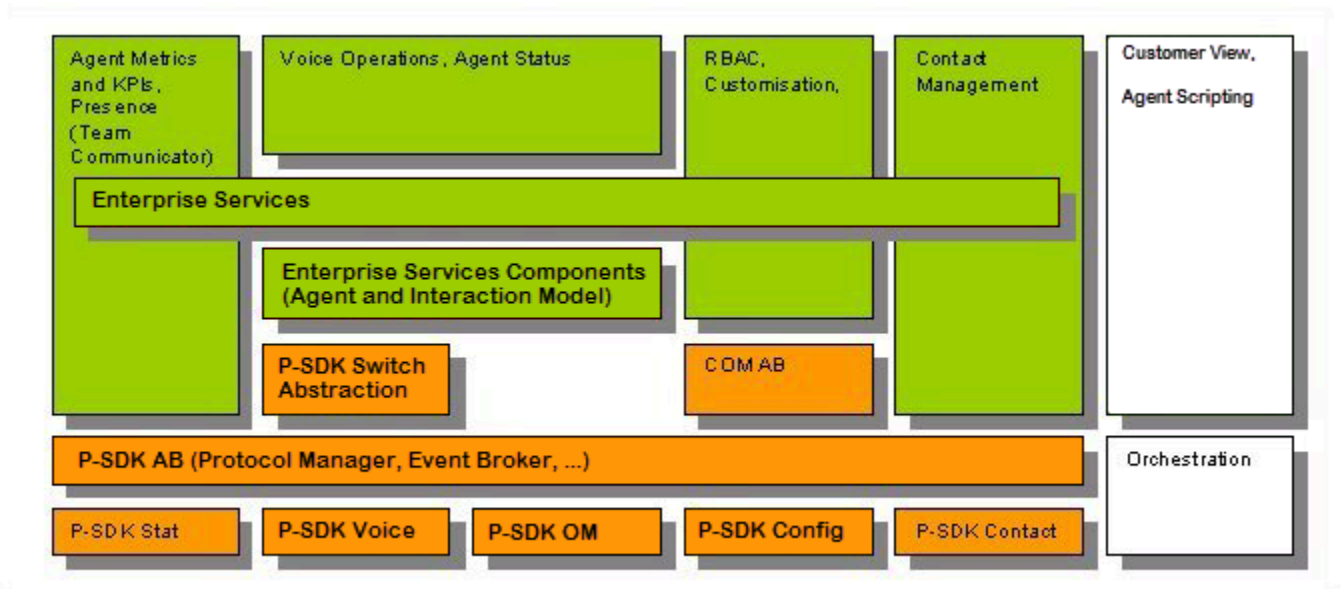 Agent Metrics
and KPIs,
Presence
(Team
Communicator)
Voice Operations, Agent Status
RBAC,
Customisation,
Contact
Management
Customer View,
Agent Scripting
Enterprise Services
Enterprise Services Components
(Agent and Interaction Model)
P-SDK Switch
Abstraction
COM AB
P-SDK AB (Protocol Manager, Event Broker, ...)
Orchestration
P-SDK Stat
P-SDK Voice
P-SDK OM
P-SDK Config
P-SDK Contact